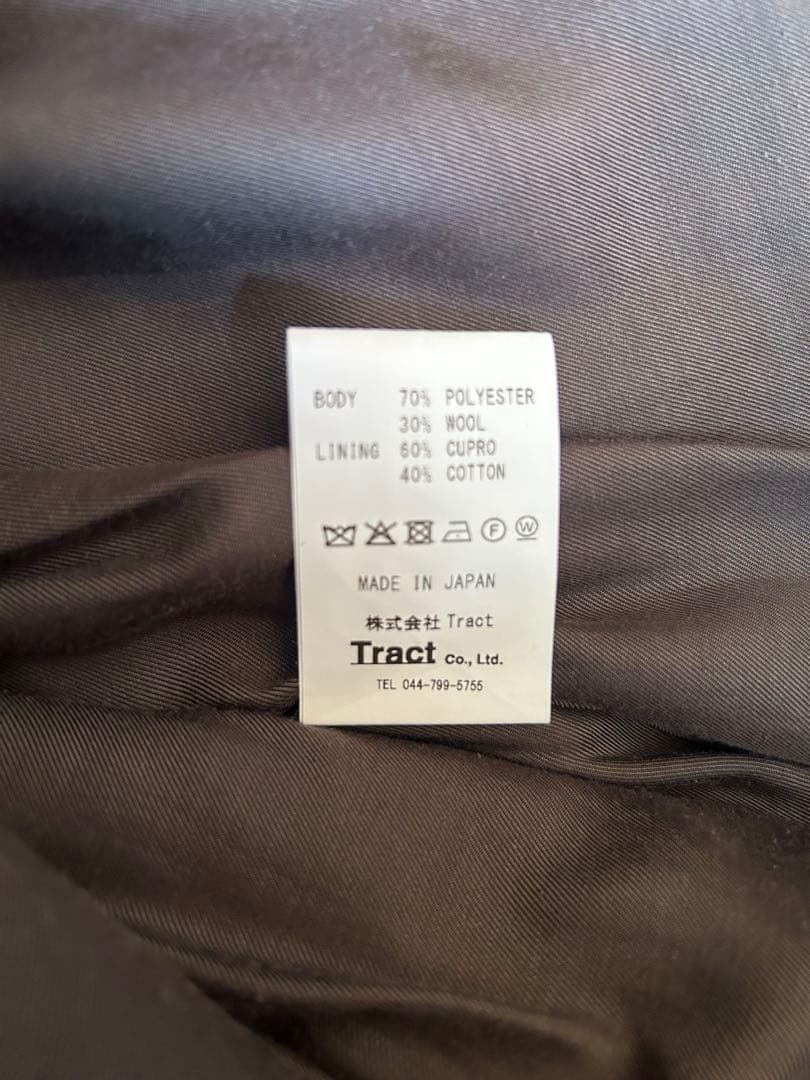 BODY 70% POLYESTER
30% WOOL
LINING 60% CUPRO
40% COTTON
F W
MADE IN JAPAN
株式会社 Tract
Tract Co., Ltd.
TEL 044-799-5755